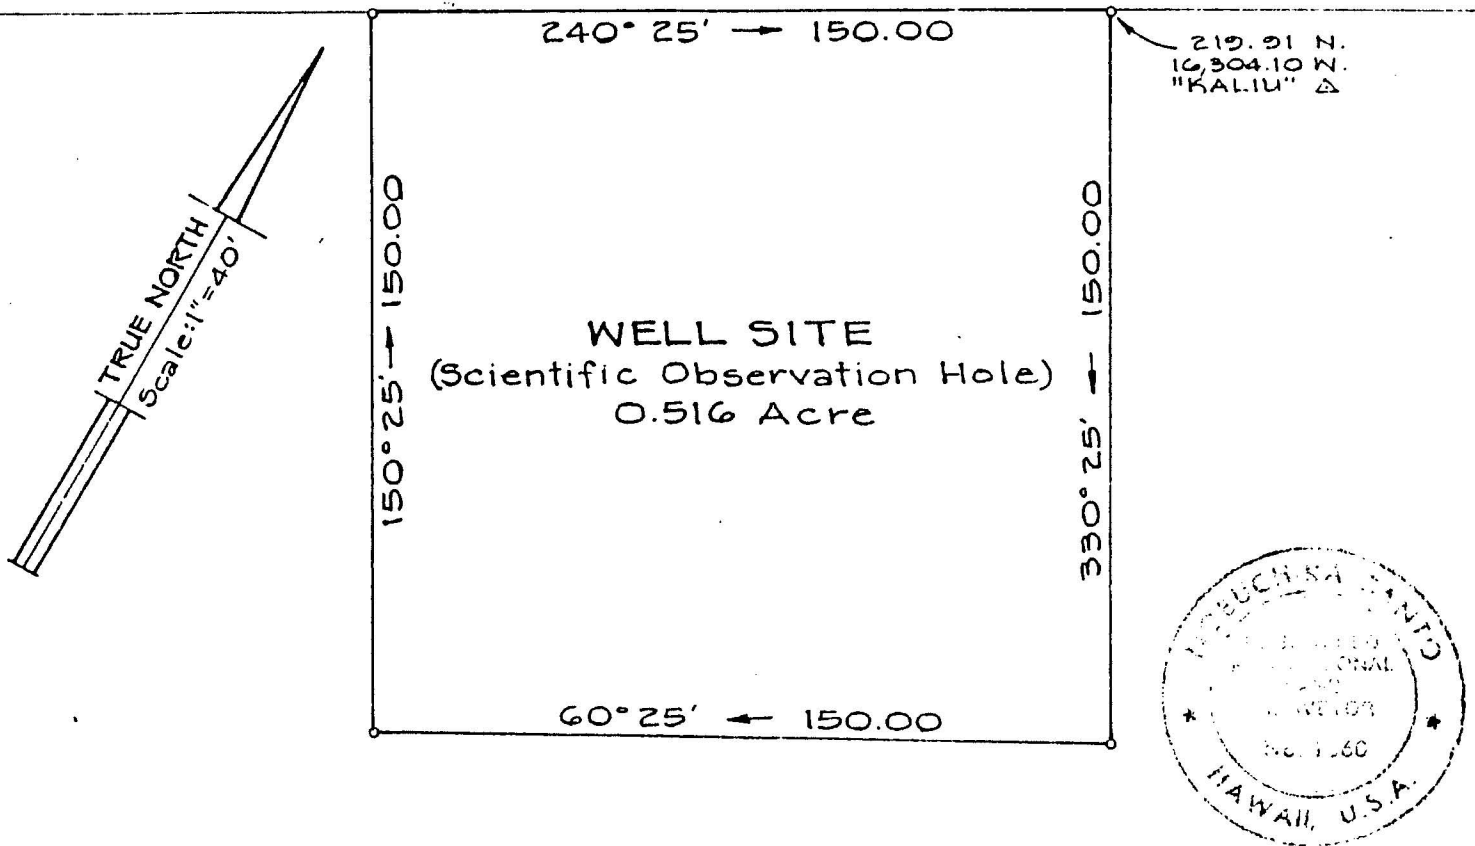 240° 25' → 150.00
219.91 N.
16,304.10 W.
"KALIU" △
TRUE NORTH
Scale: 1"=40'
150° 25' → 150.00
330° 25' ← 150.00
WELL SITE
(Scientific Observation Hole)
0.516 Acre
60° 25' ← 150.00
HAWAII, U.S.A.